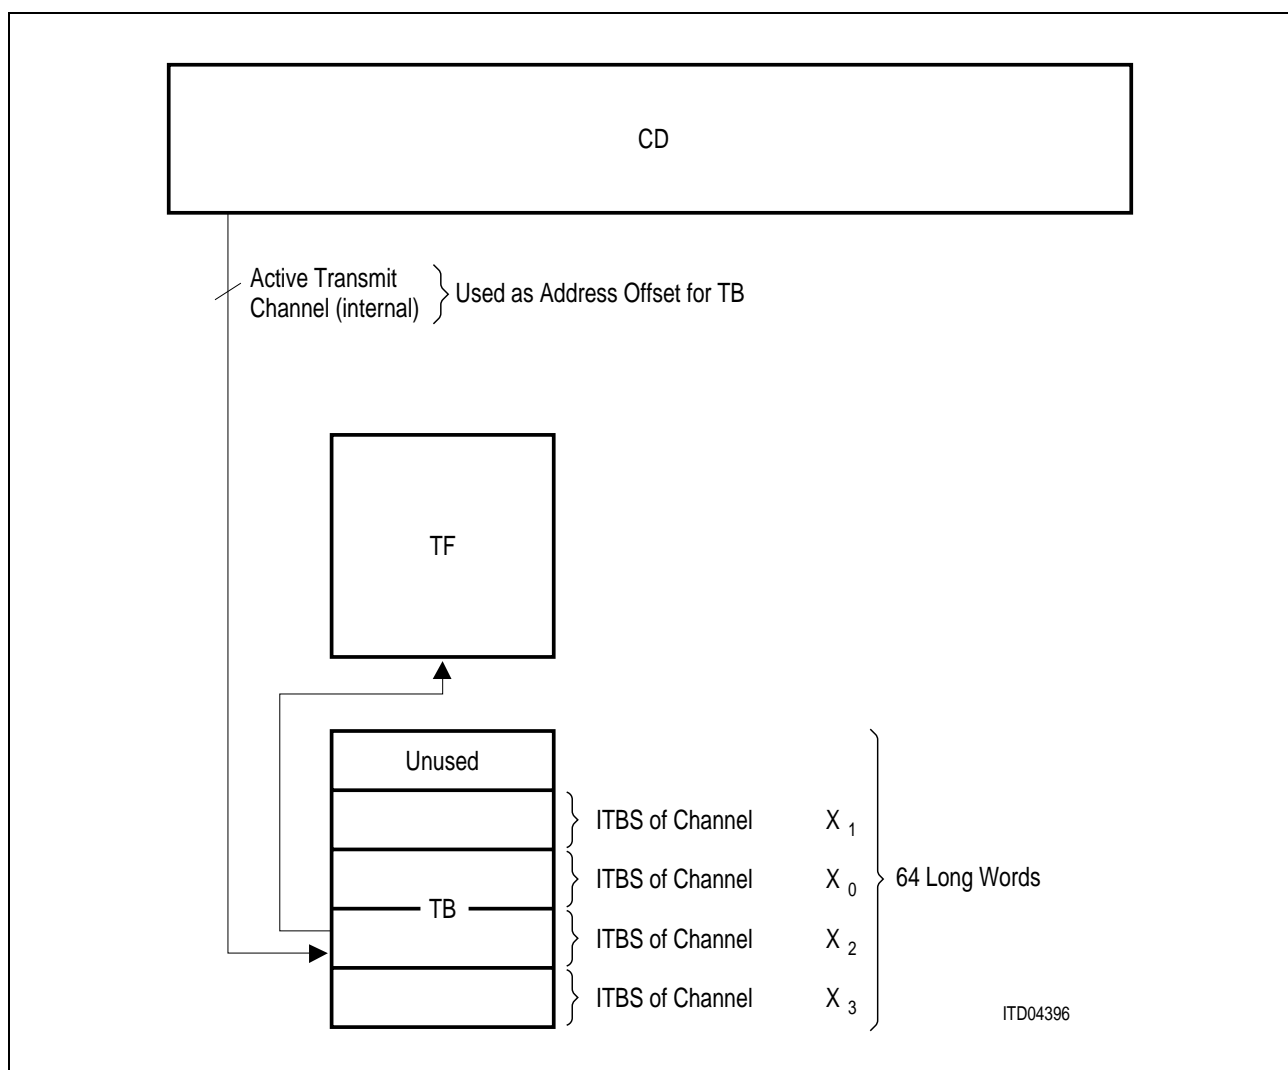 CD
Active Transmit
Channel (internal)
Used as Address Offset for TB
TF
Unused
ITBS of Channel X 1
ITBS of Channel X 0
64 Long Words
TB
ITBS of Channel X 2
ITBS of Channel X 3
ITD04396